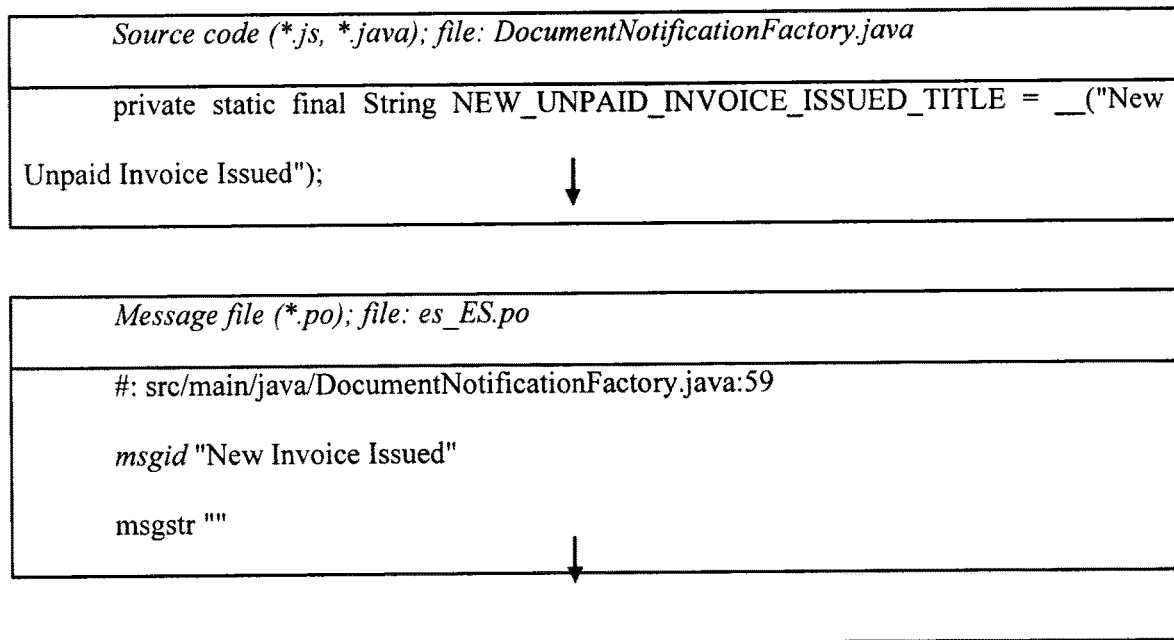 Source code (*.js, *.java); file: DocumentNotificationFactory.java
private static final String NEW_UNPAID_INVOICE_ISSUED_TITLE = __("New
Unpaid Invoice Issued");
Message file (*.po); file: es_ES.po
#: src/main/java/DocumentNotificationFactory.java:59
msgid "New Invoice Issued"
msgstr ""